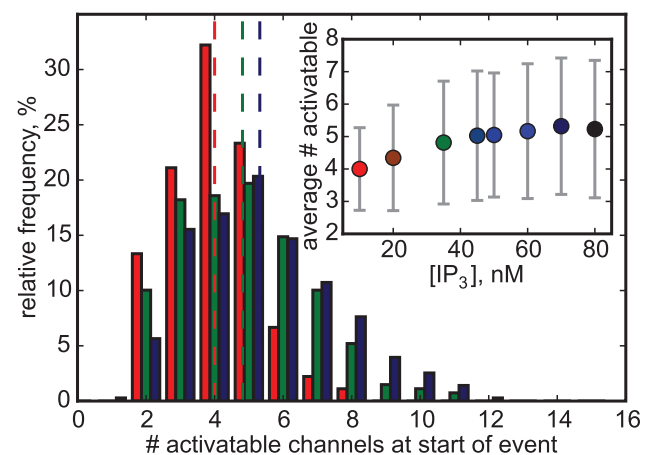 relative frequency, %
30
25
20
15
10
5
0
0 2 4 6 8 10 12 14 16
# activatable channels at start of event
average # activatable
8
7
6
5
4
3
2
20 40 60 80
[IP3], nM